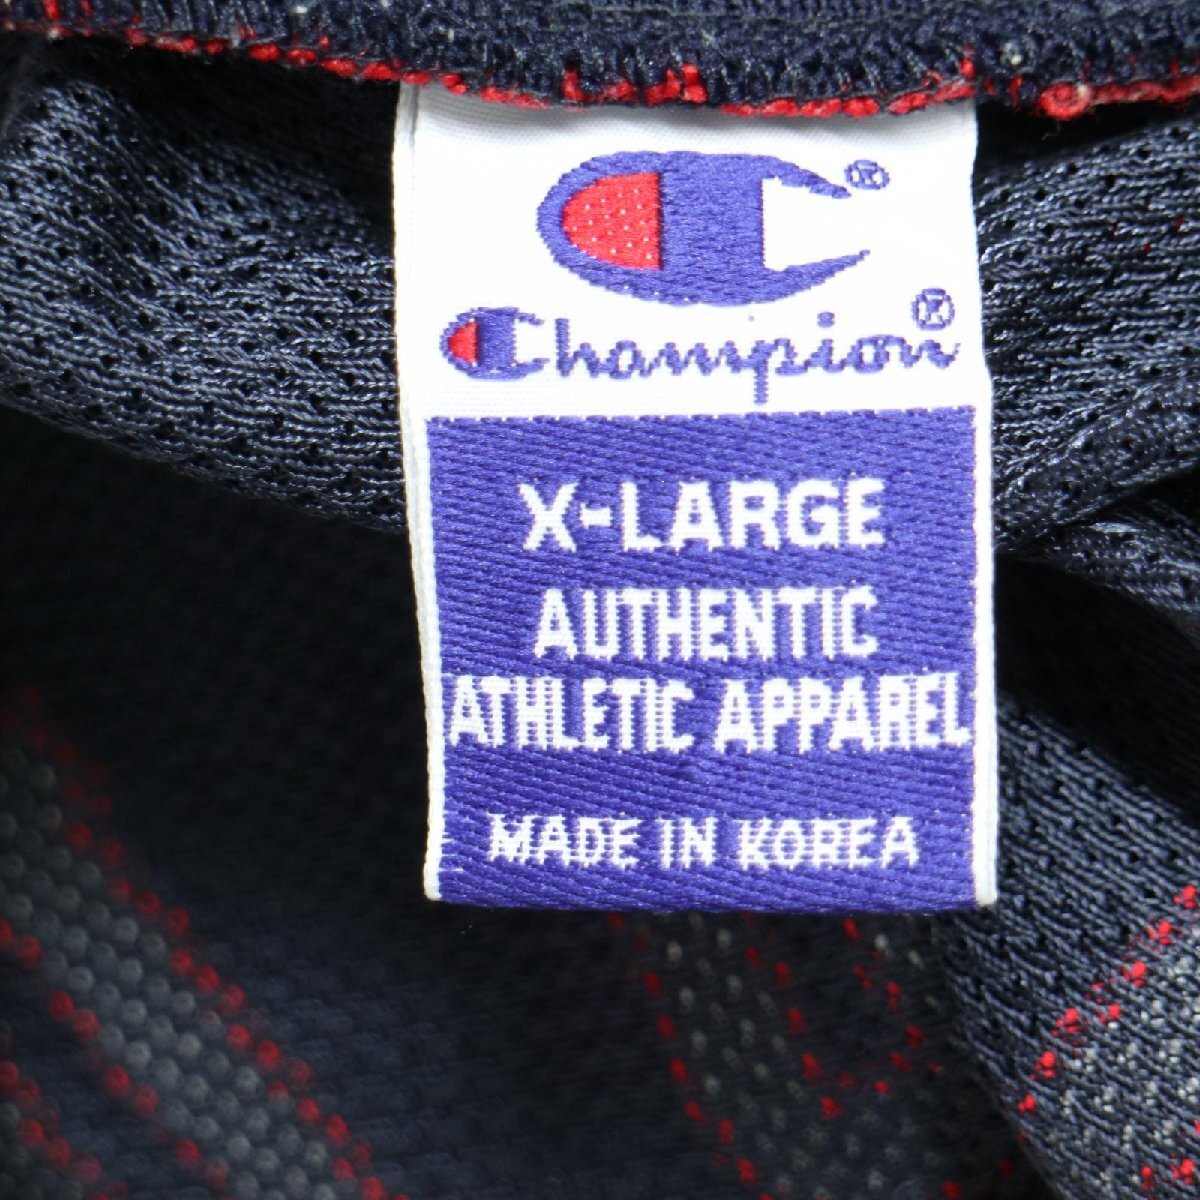 ®
Champion®
X-LARGE
AUTHENTIC
ATHLETIC APPAREL
MADE IN KOREA